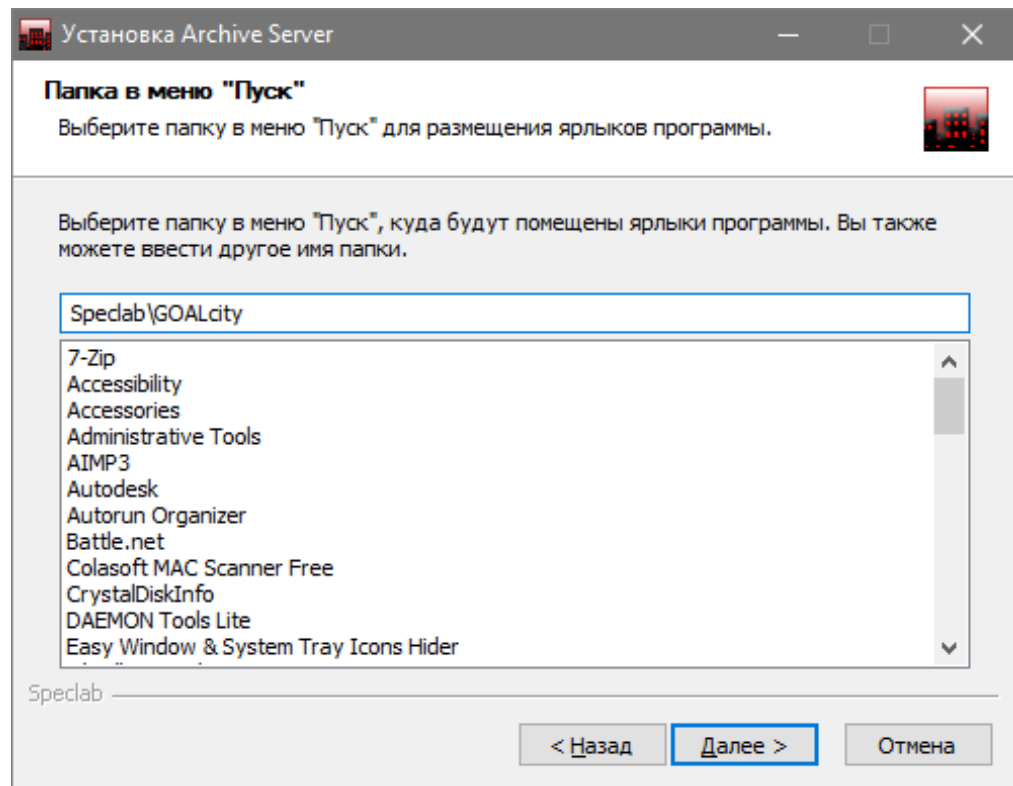 Установка Archive Server
Папка в меню "Пуск"
Выберите папку в меню "Пуск" для размещения ярлыков программы.
Выберите папку в меню "Пуск", куда будут помещены ярлыки программы. Вы также
можете ввести другое имя папки.
Speclab\GOALcity
7-Zip
Accessibility
Accessories
Administrative Tools
AIMP3
Autodesk
Autorun Organizer
Battle.net
Colasoft MAC Scanner Free
CrystalDiskInfo
DAEMON Tools Lite
Easy Window & System Tray Icons Hider
Speclab
< Назад Далее > Отмена